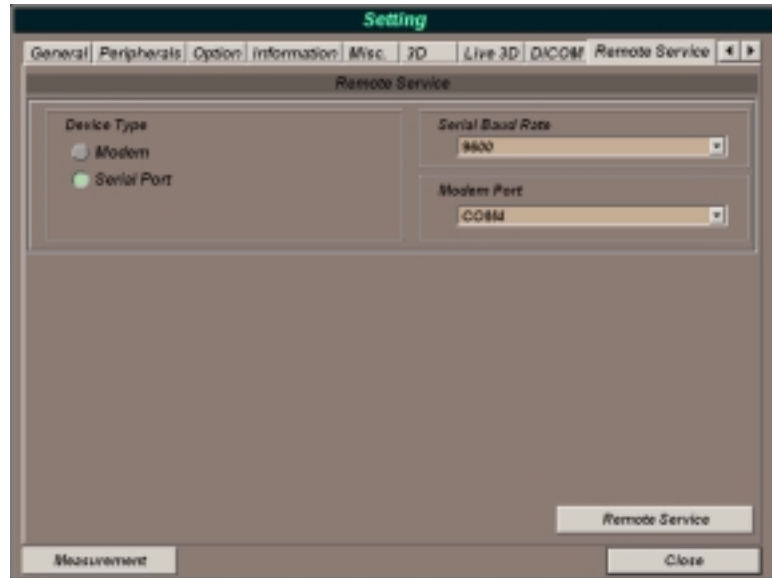 Setting
General Peripherals Option Information Misc. 3D Live 3D DICOM Remote Service
Remote Service
Device Type
Modem
Serial Port
Serial Baud Rate
9600
Modem Port
COM4
Remote Service
Measurement
Close